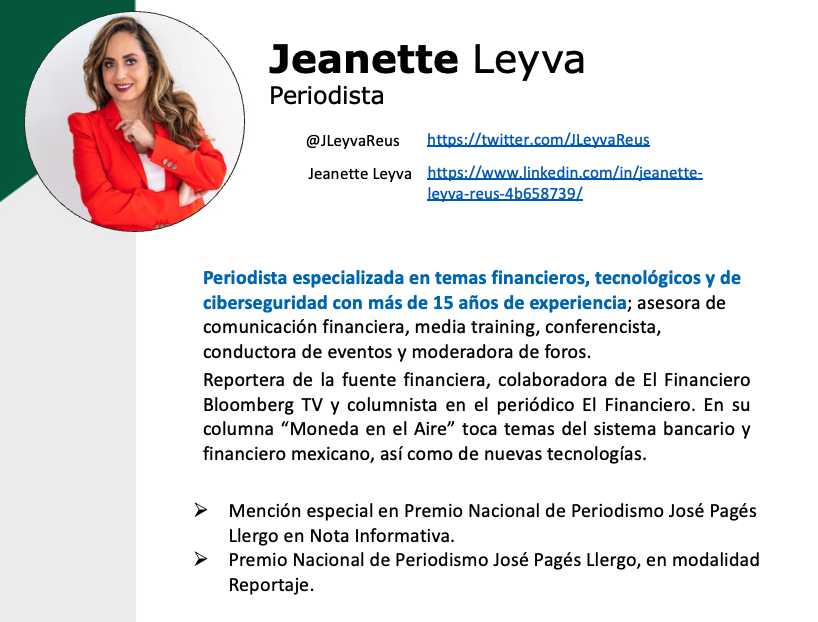 Jeanette Leyva
Periodista
@JLeyvaReus https://twitter.com/JLeyvaReus
Jeanette Leyva https://www.linkedin.com/in/jeanette-
leyva-reus-4b658739/
Periodista especializada en temas financieros, tecnológicos y de
ciberseguridad con más de 15 años de experiencia; asesora de
comunicación financiera, media training, conferencista,
conductora de eventos y moderadora de foros.
Reportera de la fuente financiera, colaboradora de El Financiero
Bloomberg TV y columnista en el periódico El Financiero. En su
columna “Moneda en el Aire” toca temas del sistema bancario y
financiero mexicano, así como de nuevas tecnologías.
➢ Mención especial en Premio Nacional de Periodismo José Pagés
Llergo en Nota Informativa.
➢ Premio Nacional de Periodismo José Pagés Llergo, en modalidad
Reportaje.